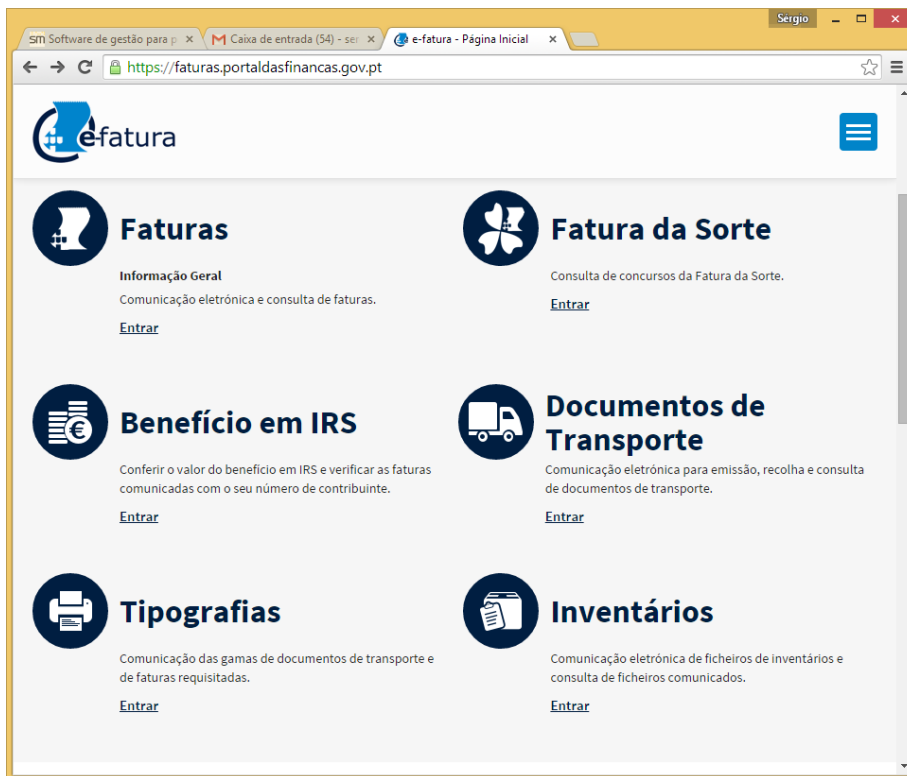 Sérgio
sm Software de gestão para p
Caixa de entrada (54) - ser
e-fatura - Página Inicial
https://faturas.portaldasfinancas.gov.pt
e-fatura
Faturas
Informação Geral
Comunicação eletrónica e consulta de faturas.
Entrar
Fatura da Sorte
Consulta de concursos da Fatura da Sorte.
Entrar
Benefício em IRS
Conferir o valor do benefício em IRS e verificar as faturas
comunicadas com o seu número de contribuinte.
Entrar
Documentos de
Transporte
Comunicação eletrónica para emissão, recolha e consulta
de documentos de transporte.
Entrar
Tipografias
Comunicação das gamas de documentos de transporte e
de faturas requisitadas.
Entrar
Inventários
Comunicação eletrónica de ficheiros de inventários e
consulta de ficheiros comunicados.
Entrar